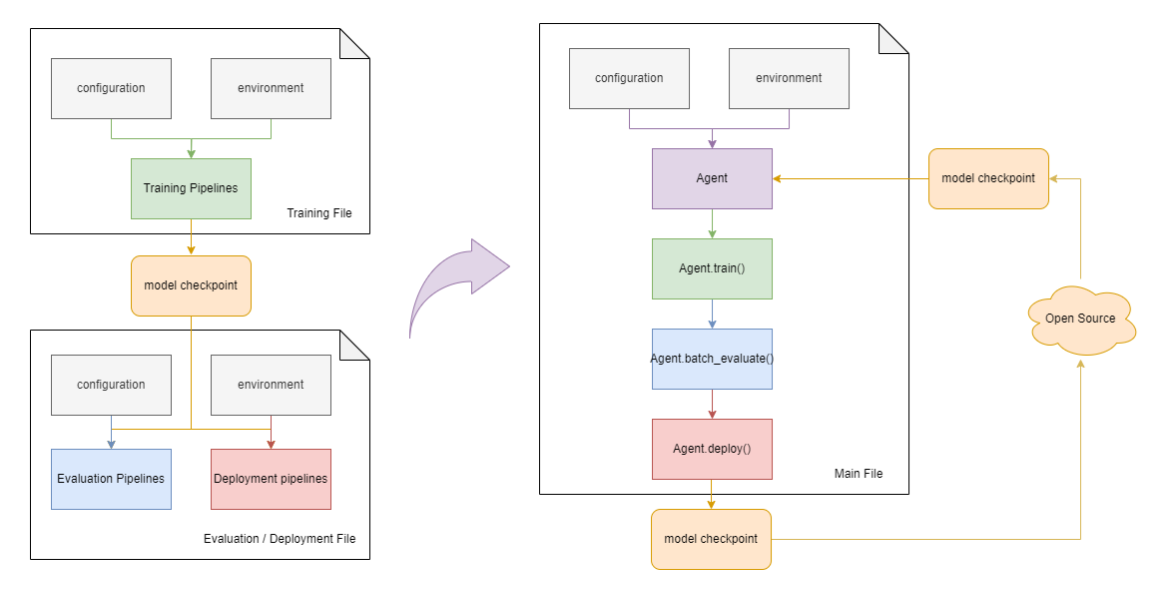 configuration
environment
Training Pipelines
Training File
model checkpoint
configuration
environment
Evaluation Pipelines
Deployment pipelines
Evaluation / Deployment File
configuration
environment
Agent
model checkpoint
Agent.train()
Open Source
Agent.batch_evaluate()
Agent.deploy()
Main File
model checkpoint